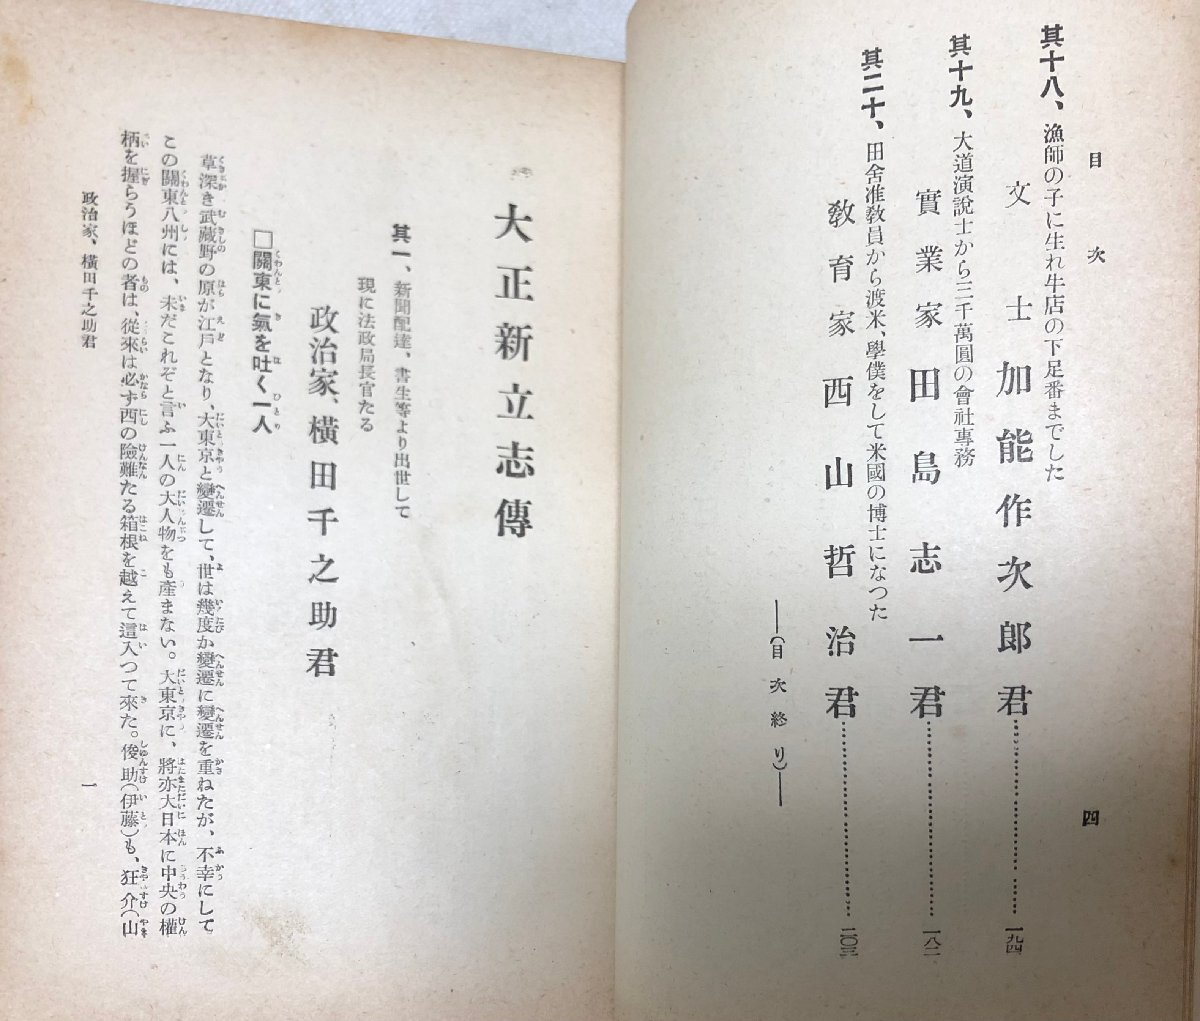 目次
四
其十八、漁師の子に生れ牛店の下足番までした
文士加能作次郎君……一九四
其十九、大道演說士から三千萬圓の會社專務
實業家田島志一君……一八二
其二十、田舍准敎員から渡米、學僕をして米國の博士になつた
敎育家西山哲治君……二〇三
―(目次終り)―
大正新立志傳
其一、新聞配達、書生等より出世して
現に法政局長官たる
政治家、橫田千之助君
□關東に氣を吐く一人
草深き武藏野の原が江戶となり、大東京と變遷して、世は幾度か變遷に變遷を重ねたが、不幸にして
この關東八州には、未だこれぞと言ふ一人の大人物をも產まない。大東京に、將亦大日本に中央の權
柄を握らうほどの者は、從來は必ず西の險難たる箱根を越えて這入つて來た。俊助(伊藤)も、狂介(山
政治家、橫田千之助君
一